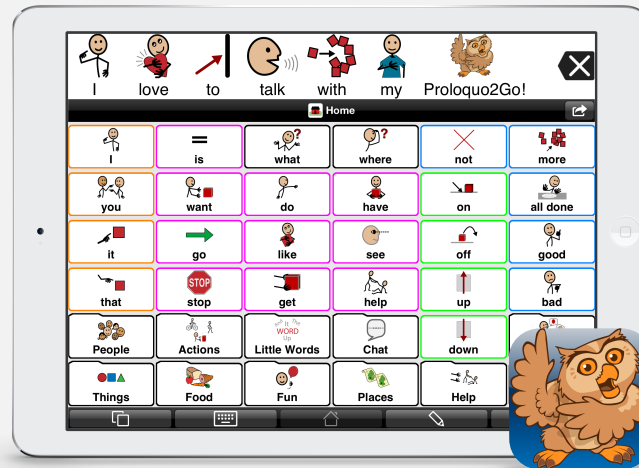 I love to talk with my Proloquo2Go!
Home
I is what where not more
you want do have on all done
it go like see off good
that stop get help up bad
STOP
It
WORD
Up
People Actions Little Words Chat down
Things Food Fun Places Help